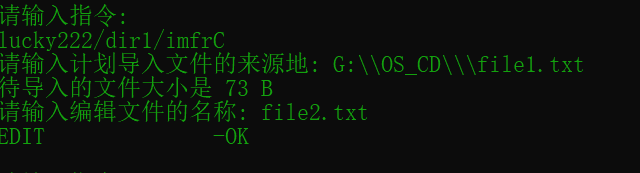 请输入指令:
lucky222/dir1/imfrC
请输入计划导入文件的来源地: G:\\OS_CD\\\file1.txt
待导入的文件大小是 73 B
请输入编辑文件的名称: file2.txt
EDIT -OK